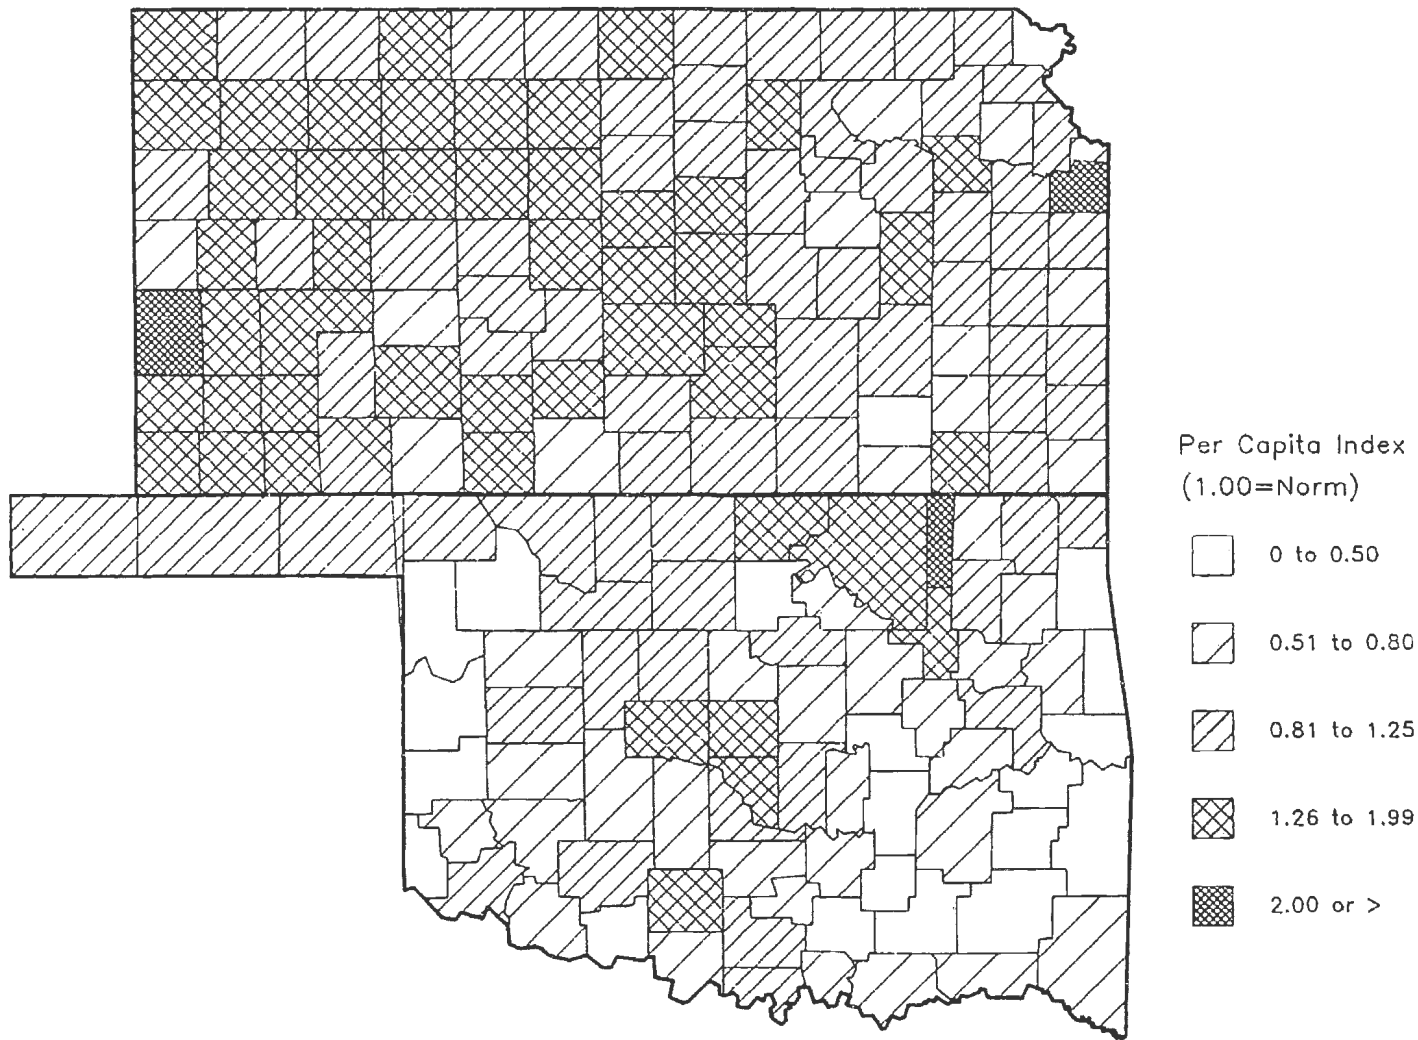 Per Capita Index
(1.00=Norm)
0 to 0.50
0.51 to 0.80
0.81 to 1.25
1.26 to 1.99
2.00 or >